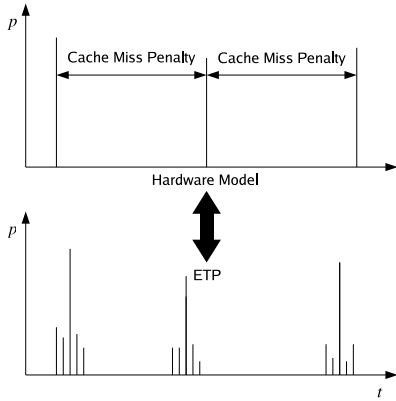 p
Cache Miss Penalty Cache Miss Penalty
Hardware Model
p
ETP
t